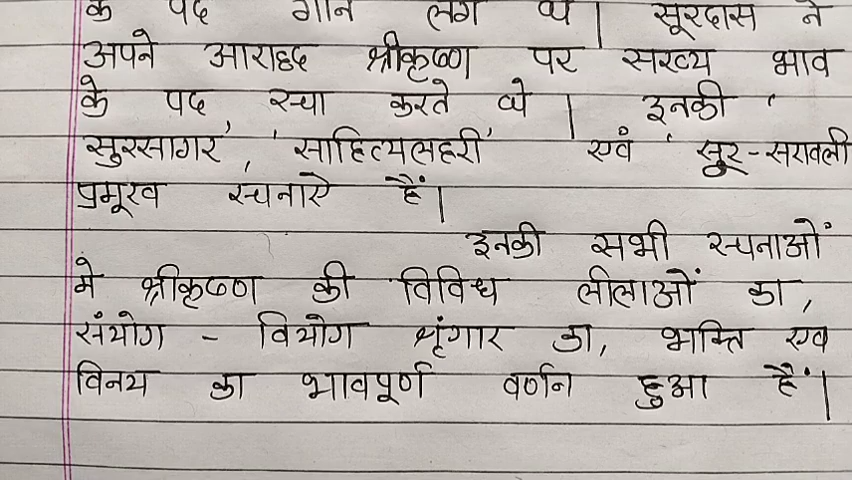 के पद गाने लगे थे| सूरदास ने
अपने आराध्द श्रीकृष्ण पर सख्य भाव
के पद रचा करते थे | इनकी '
सुरसागर', 'साहित्यलहरी' एवं 'सूर-सरावली
प्रमूख रचनाऐ हैं|
इनकी सभी रचनाओं
मे श्रीकृष्ण की विविध लीलाओं का,
संयोग - वियोग श्रृंगार का, भक्ति एव
विनय का भावपूर्ण वर्णन हुआ हैं|